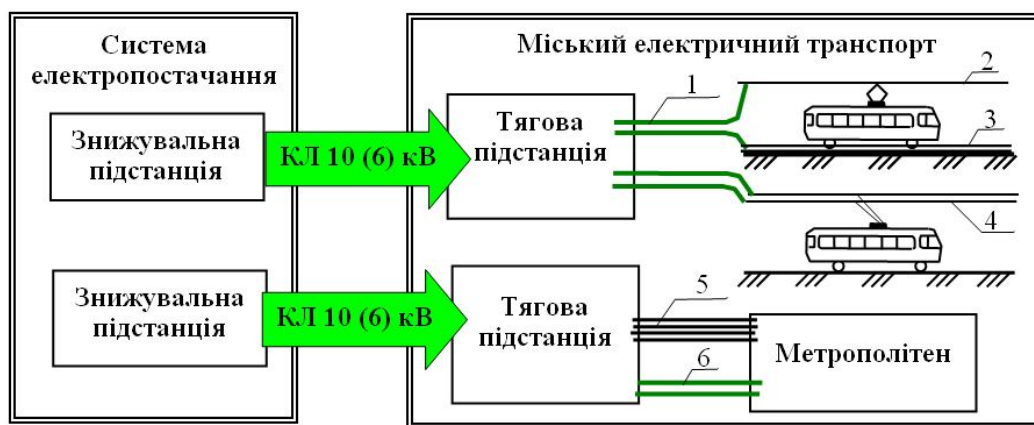 Система
електропостачання
Знижувальна
підстанція
КЛ 10 (6) кВ
Знижувальна
підстанція
КЛ 10 (6) кВ
Міський електричний транспорт
Тягова
підстанція
1
2
3
4
Тягова
підстанція
5
6
Метрополітен